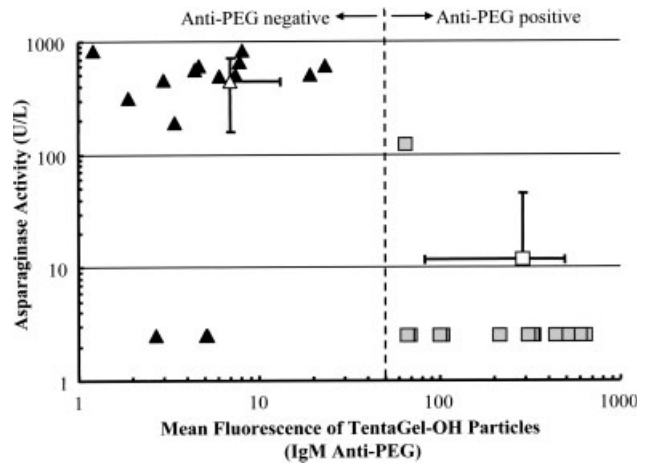 Anti-PEG negative Anti-PEG positive
1000
100
10
1
Asparaginase Activity (U/L)
1 10 100 1000
Mean Fluorescence of TentaGel-OH Particles
(IgM Anti-PEG)